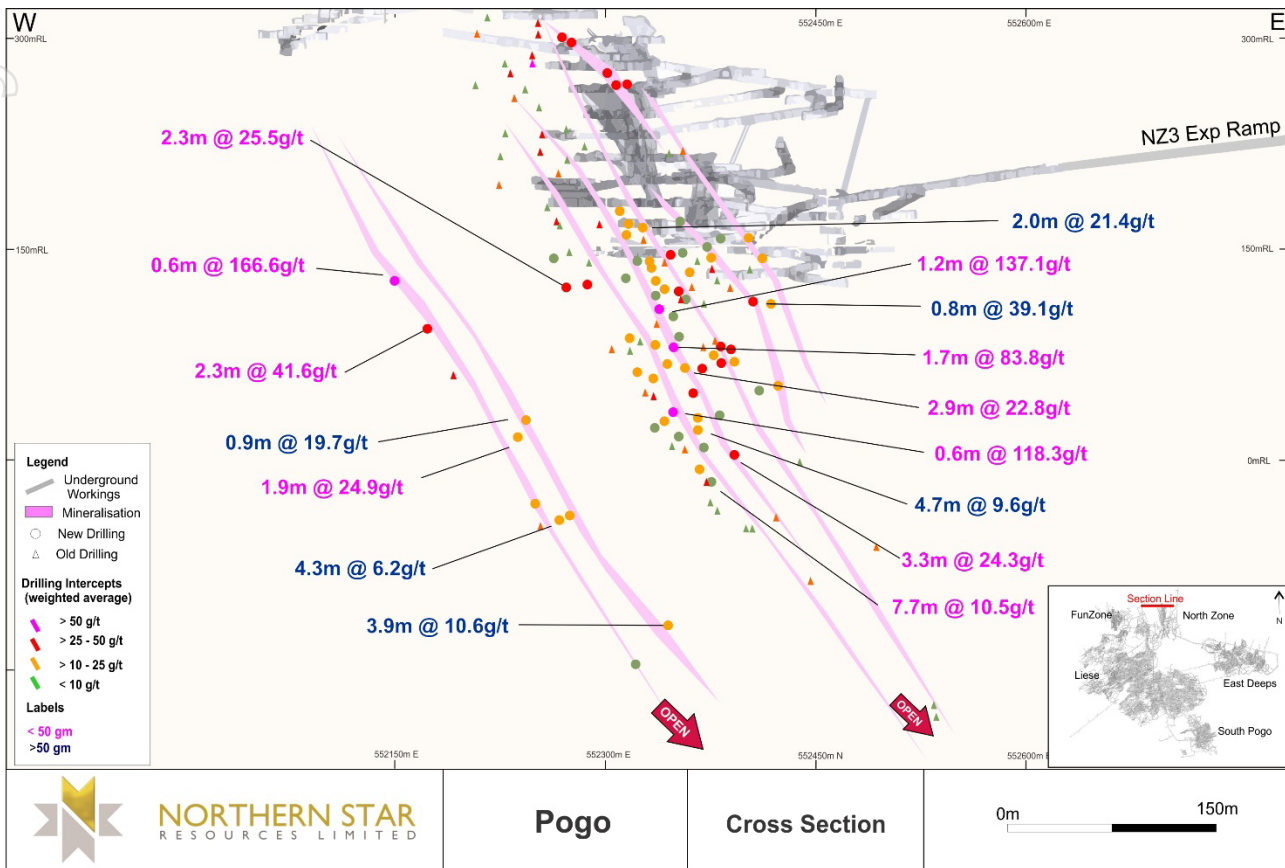 W
552450m E
552600m E
E
300mRL
300mRL
NZ3 Exp Ramp
2.3m @ 25.5g/t
2.0m @ 21.4g/t
150mRL
150mRL
0.6m @ 166.6g/t
1.2m @ 137.1g/t
0.8m @ 39.1g/t
2.3m @ 41.6g/t
1.7m @ 83.8g/t
2.9m @ 22.8g/t
0.9m @ 19.7g/t
0.6m @ 118.3g/t
0mRL
1.9m @ 24.9g/t
4.7m @ 9.6g/t
4.3m @ 6.2g/t
3.3m @ 24.3g/t
7.7m @ 10.5g/t
3.9m @ 10.6g/t
Legend
Underground
Workings
Mineralisation
New Drilling
Old Drilling
Drilling Intercepts
(weighted average)
> 50 g/t
> 25 - 50 g/t
> 10 - 25 g/t
< 10 g/t
Labels
< 50 gm
>50 gm
OPEN
OPEN
Section Line
N
FunZone
North Zone
Liese
East Deeps
South Pogo
552150m E
552300m E
552450m N
552600m E
NORTHERN STAR
RESOURCES LIMITED
Pogo
Cross Section
0m
150m